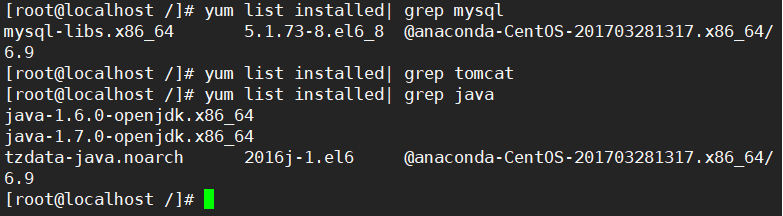 [root@localhost /]# yum list installed| grep mysql
mysql-libs.x86_64       5.1.73-8.el6_8  @anaconda-CentOS-201703281317.x86_64/
6.9
[root@localhost /]# yum list installed| grep tomcat
[root@localhost /]# yum list installed| grep java
java-1.6.0-openjdk.x86_64
java-1.7.0-openjdk.x86_64
tzdata-java.noarch      2016j-1.el6     @anaconda-CentOS-201703281317.x86_64/
6.9
[root@localhost /]#